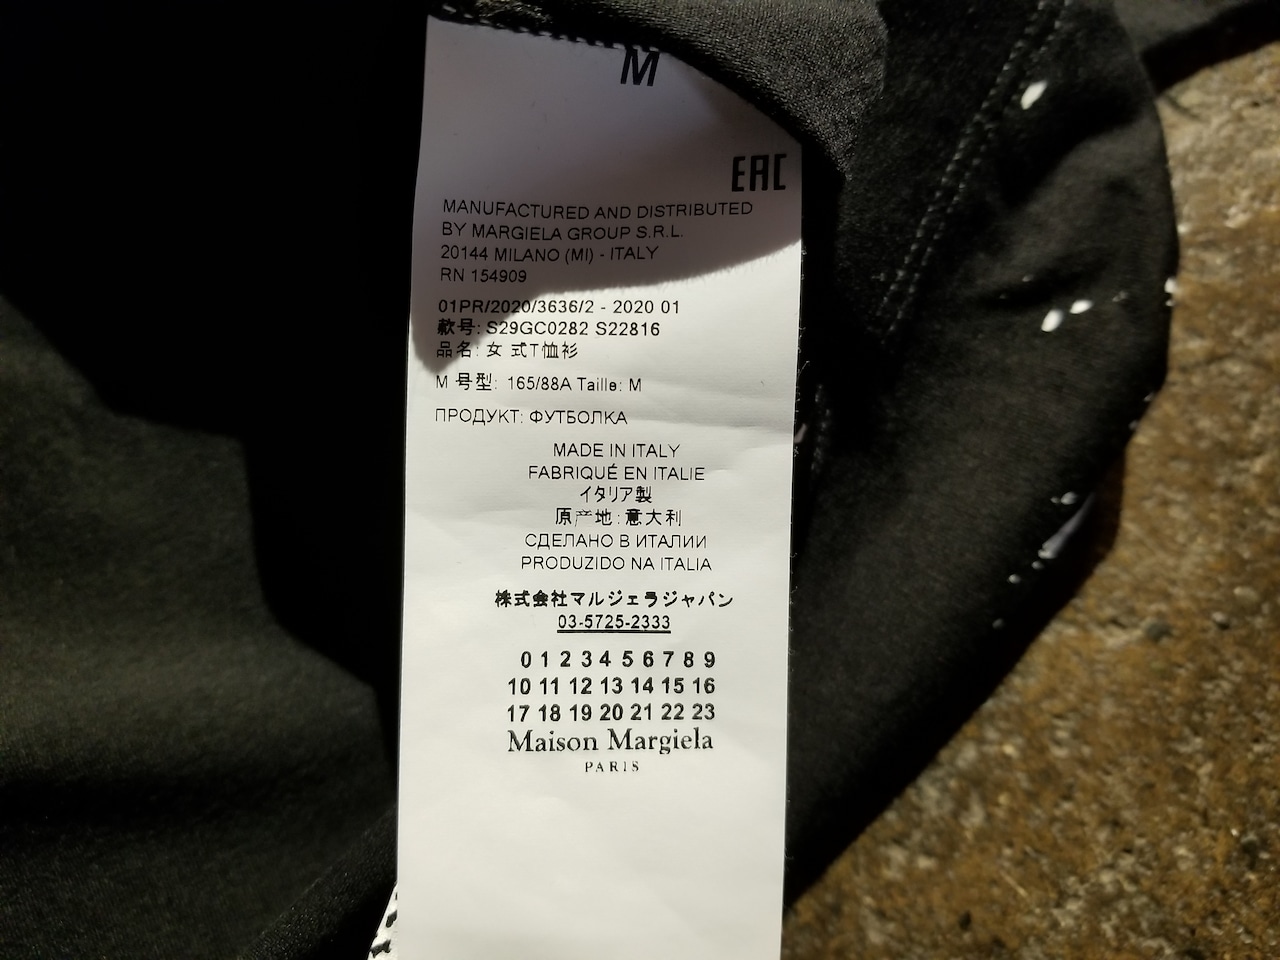 M
EAC
MANUFACTURED AND DISTRIBUTED
BY MARGIELA GROUP S.R.L.
20144 MILANO (MI) - ITALY
RN 154909
01PR/2020/3636/2 - 2020 01
款号: S29GC0282 S22816
品名: 女 式T恤衫
M 号型: 165/88A Taille: M
ПРОДУКТ: ФУТБОЛКА
MADE IN ITALY
FABRIQUÉ EN ITALIE
イタリア製
原产地:意大利
СДЕЛАНО В ИТАЛИИ
PRODUZIDO NA ITALIA
株式会社マルジェラジャパン
03-5725-2333
0 1 2 3 4 5 6 7 8 9
10 11 12 13 14 15 16
17 18 19 20 21 22 23
Maison Margiela
PARIS